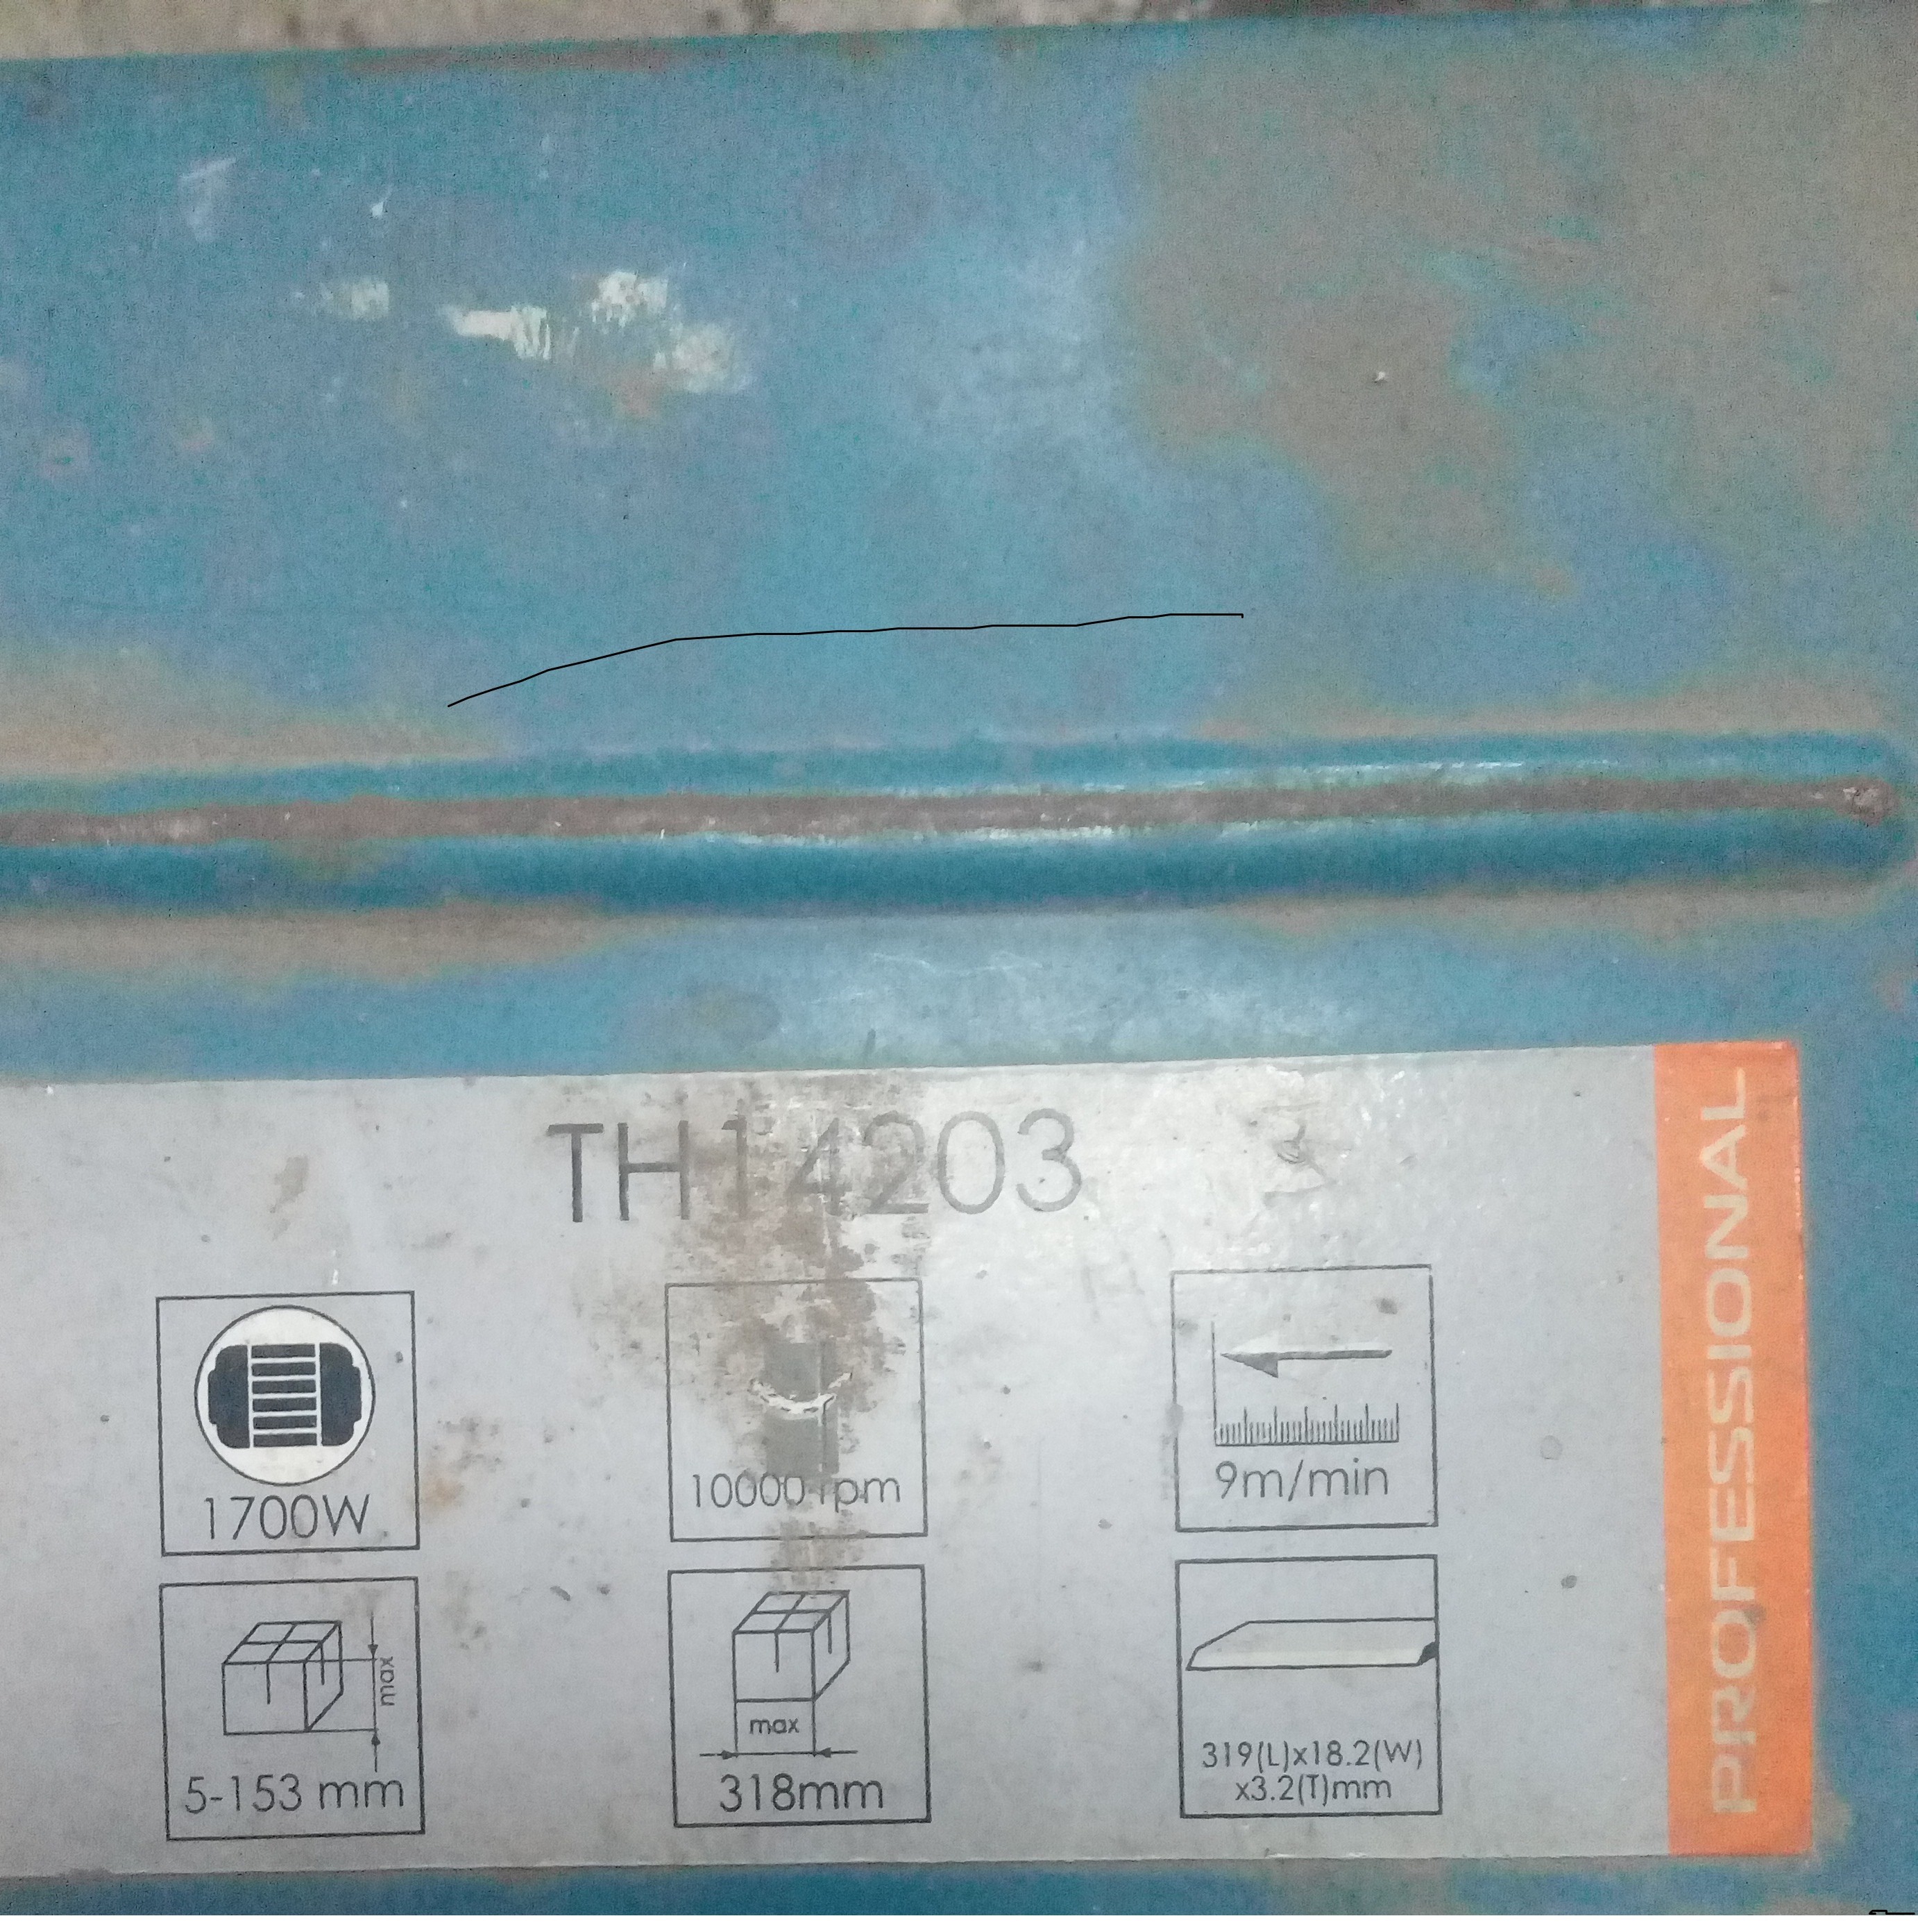 TH14203
1700W
10000 rpm
9m/min
max
5-153 mm
max
318mm
319(L)x18.2(W)
x3.2(T)mm
PROFESSIONAL